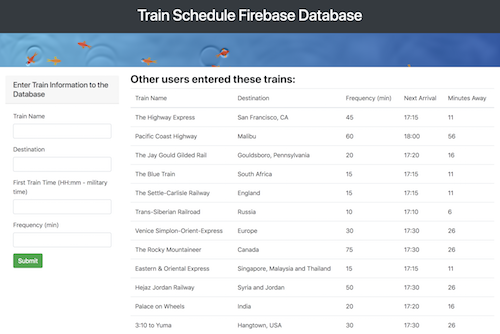 Train Schedule Firebase Database
Enter Train Information to the
Database
Train Name
Destination
First Train Time (HH:mm - military
time)
Frequency (min)
Submit
Other users entered these trains:
Train Name Destination Frequency (min) Next Arrival Minutes Away
The Highway Express San Francisco, CA 45 17:15 11
Pacific Coast Highway Malibu 60 18:00 56
The Jay Gould Gilded Rail Gouldsboro, Pennsylvania 20 17:20 16
The Blue Train South Africa 15 17:15 11
The Settle-Carlisle Railway England 15 17:15 11
Trans-Siberian Railroad Russia 10 17:10 6
Venice Simplon-Orient-Express Europe 30 17:30 26
The Rocky Mountaineer Canada 75 17:30 26
Eastern & Oriental Express Singapore, Malaysia and Thailand 15 17:15 11
Hejaz Jordan Railway Syria and Jordan 50 17:30 26
Palace on Wheels India 20 17:20 16
3:10 to Yuma Hangtown, USA 30 17:30 26